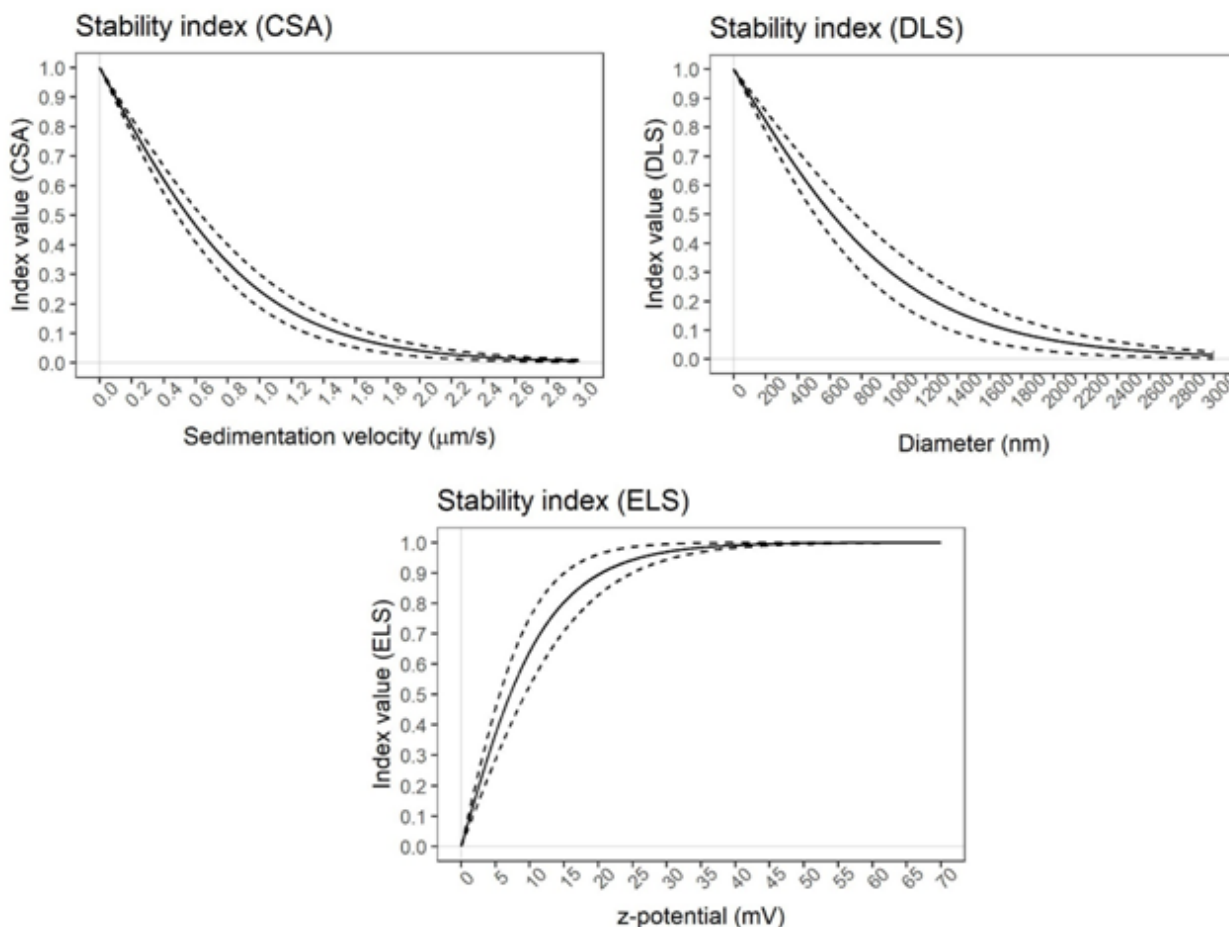 Stability index (CSA)
Index value (CSA)
1.0
0.9
0.8
0.7
0.6
0.5
0.4
0.3
0.2
0.1
0.0
0.0 0.2 0.4 0.6 0.8 1.0 1.2 1.4 1.6 1.8 2.0 2.2 2.4 2.6 2.8 3.0
Sedimentation velocity (μm/s)
Stability index (DLS)
Index value (DLS)
1.0
0.9
0.8
0.7
0.6
0.5
0.4
0.3
0.2
0.1
0.0
0 200 400 600 800 1000 1200 1400 1600 1800 2000 2200 2400 2600 2800 300
Diameter (nm)
Stability index (ELS)
Index value (ELS)
1.0
0.9
0.8
0.7
0.6
0.5
0.4
0.3
0.2
0.1
0.0
0 5 10 15 20 25 30 35 40 45 50 55 60 65 70
z-potential (mV)